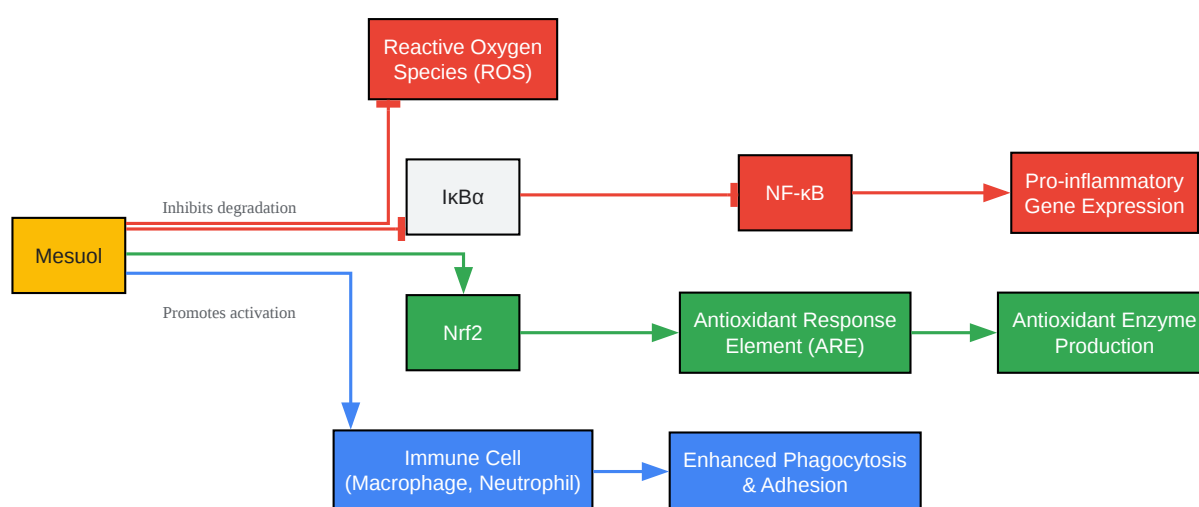 Reactive Oxygen
Species (ROS)
IκBα
NF-κB
Pro-inflammatory
Gene Expression
Inhibits degradation
Mesuol
Promotes activation
Nrf2
Antioxidant Response
Element (ARE)
Antioxidant Enzyme
Production
Immune Cell
(Macrophage, Neutrophil)
Enhanced Phagocytosis
& Adhesion